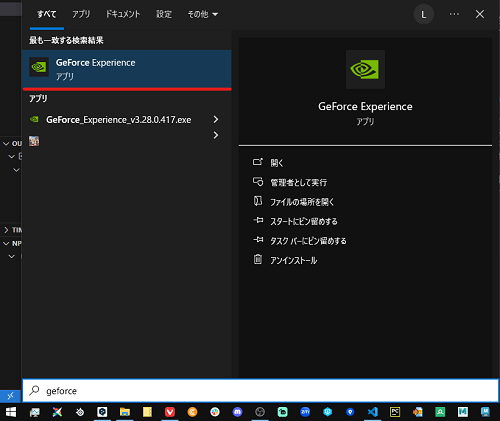 すべて アプリ ドキュメント 設定 その他 L
最も一致する検索結果
GeForce Experience
アプリ
アプリ
GeForce_Experience_v3.28.0.417.exe
GeForce Experience
アプリ
開く
管理者として実行
ファイルの場所を開く
スタートにピン留めする
タスク バーにピン留めする
アンインストール
OU
TIM
NP
geforce